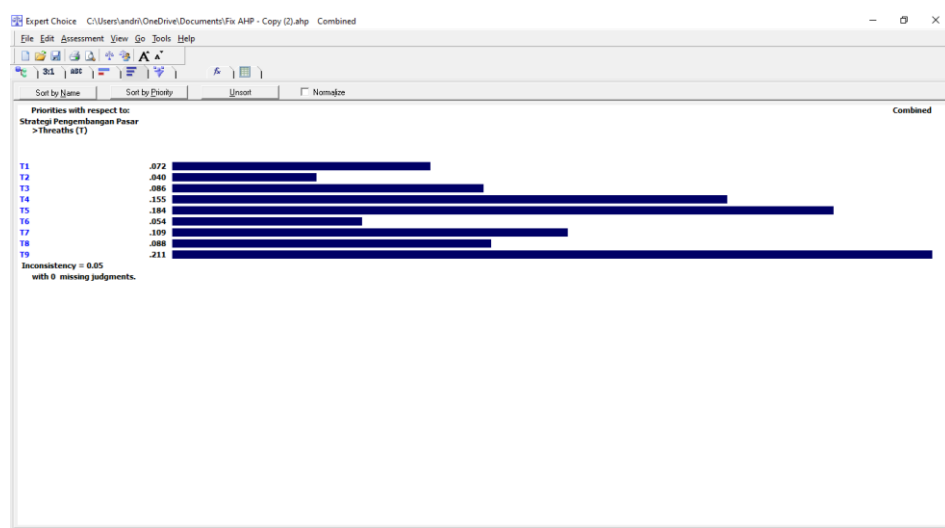 Expert Choice C:\Users\andri\OneDrive\Documents\Fix AHP - Copy (2).ahp Combined
File Edit Assessment View Go Tools Help
A A
3:1 ABC fx
Sort by Name Sort by Priority Unsort Normalize
Priorities with respect to: Combined
Strategi Pengembangan Pasar
>Threaths (T)
T1 .072
T2 .040
T3 .086
T4 .155
T5 .184
T6 .054
T7 .109
T8 .088
T9 .211
Inconsistency = 0.05
with 0 missing judgments.